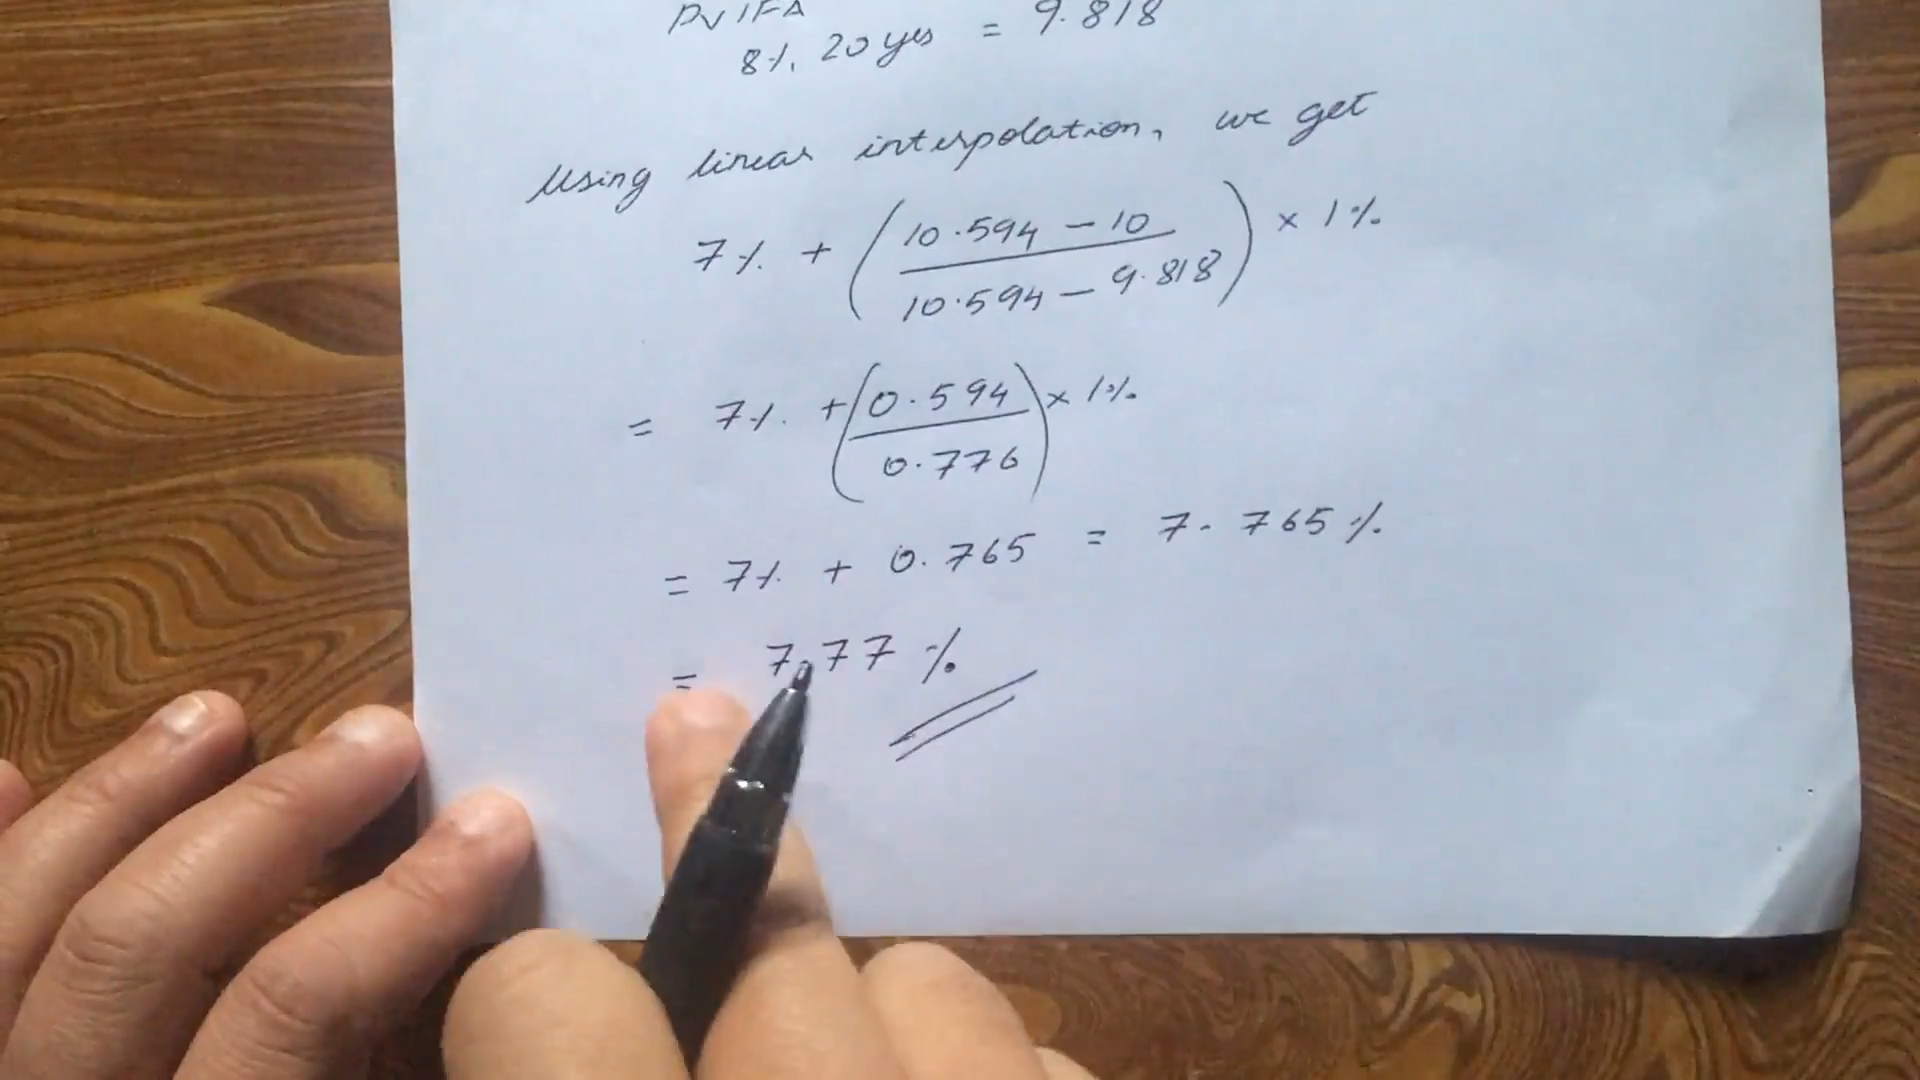 PVIFA
8%, 20 yes = 9.818
Using linear interpolation, we get
7% + (10.594 - 10 / 10.594 - 9.818) × 1%
= 7% + (0.594 / 0.776) × 1%
= 7% + 0.765 = 7.765%
= 7.77%